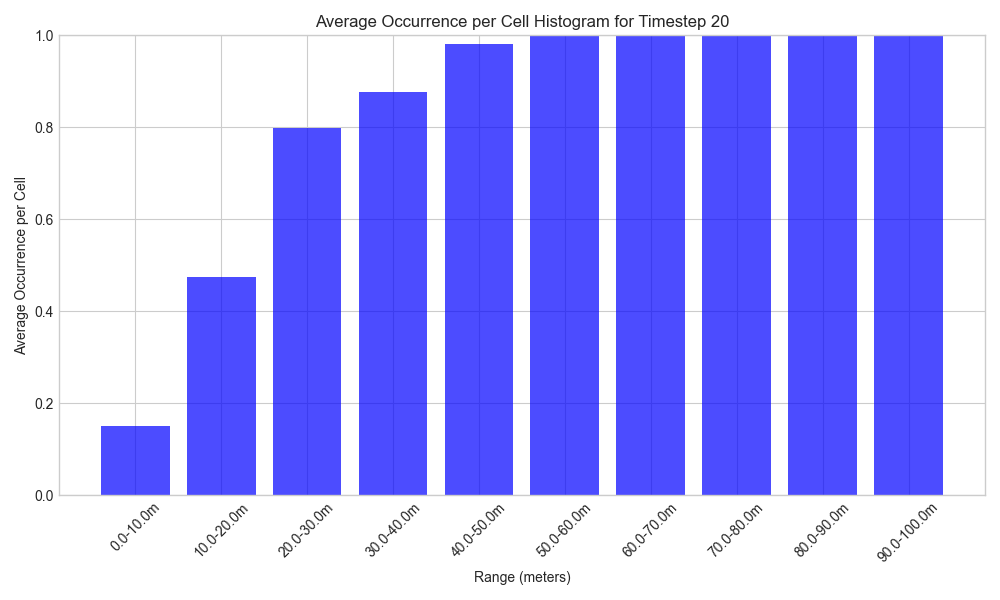 Average Occurrence per Cell Histogram for Timestep 20
Average Occurrence per Cell
1.0
0.8
0.6
0.4
0.2
0.0
0.0-10.0m
10.0-20.0m
20.0-30.0m
30.0-40.0m
40.0-50.0m
50.0-60.0m
60.0-70.0m
70.0-80.0m
80.0-90.0m
90.0-100.0m
Range (meters)